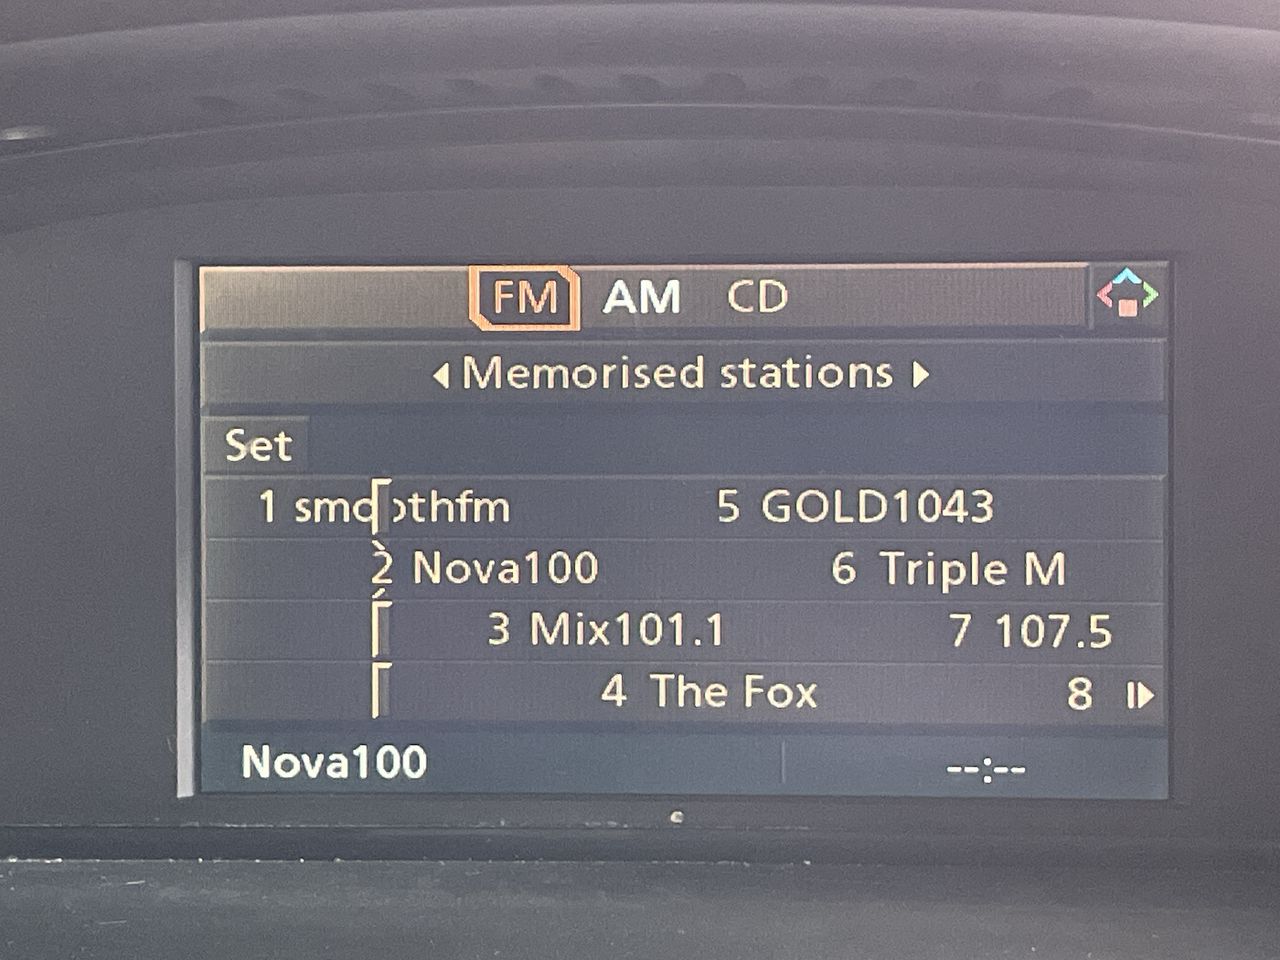 FM AM CD
Memorised stations
Set
1 smoothfm 5 GOLD1043
2 Nova100 6 Triple M
3 Mix101.1 7 107.5
4 The Fox 8
Nova100 --:--